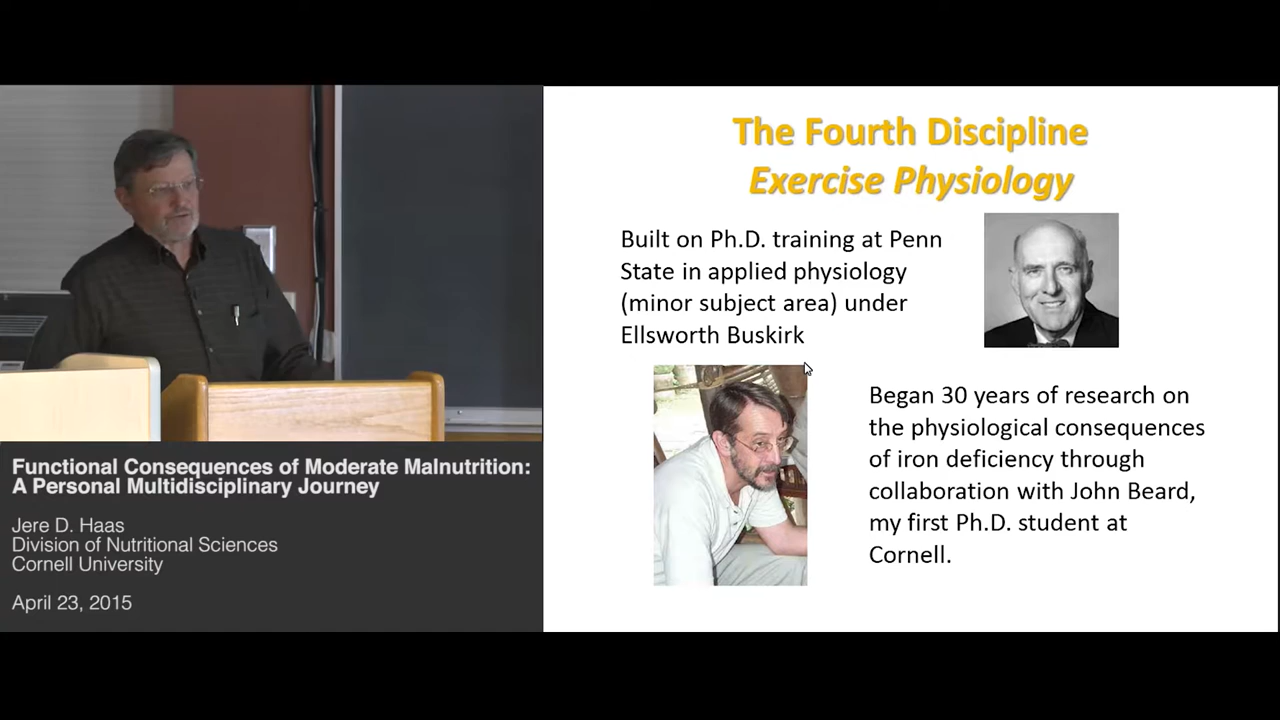 The Fourth Discipline
Exercise Physiology
Built on Ph.D. training at Penn
State in applied physiology
(minor subject area) under
Ellsworth Buskirk
Began 30 years of research on
the physiological consequences
of iron deficiency through
collaboration with John Beard,
my first Ph.D. student at
Cornell.
Functional Consequences of Moderate Malnutrition:
A Personal Multidisciplinary Journey
Jere D. Haas
Division of Nutritional Sciences
Cornell University
April 23, 2015